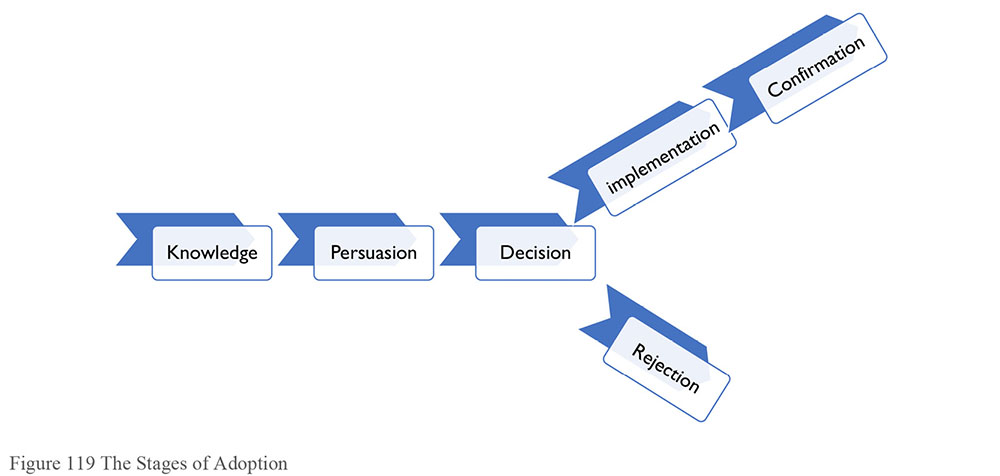 Knowledge
Persuasion
Decision
implementation
Confirmation
Rejection
Figure 119 The Stages of Adoption